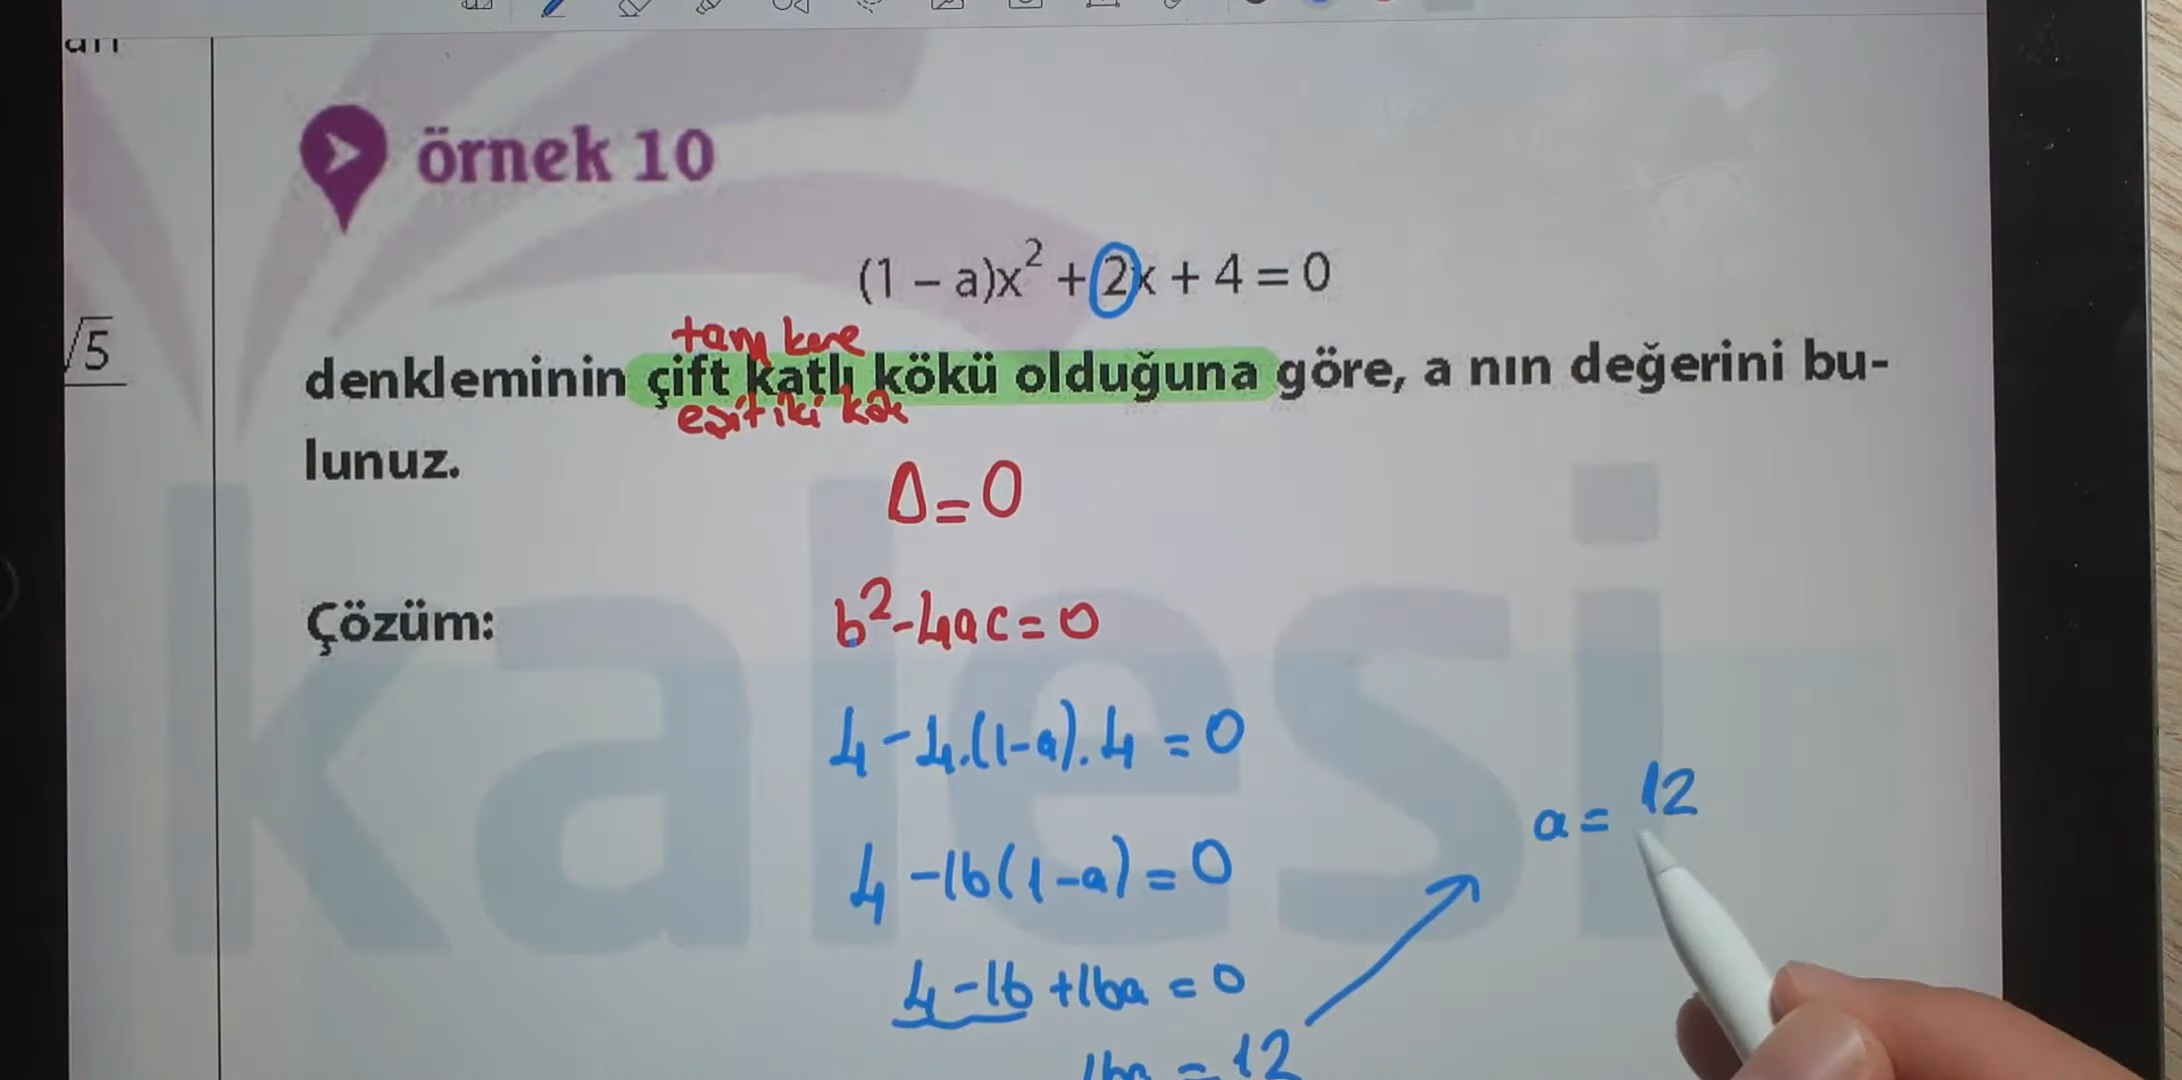 örnek 10
(1 – a)x² + 2x + 4 = 0
√5
tam kare
denkleminin çift katlı kökü olduğuna göre, a nın değerini bu-
eşit iki kök
lunuz.
Δ = 0
Çözüm:
b² - 4ac = 0
4 - 4.(1-a).4 = 0
a = 12
4 - 16(1-a) = 0
4 - 16 + 16a = 0
16a = 12
kalesi